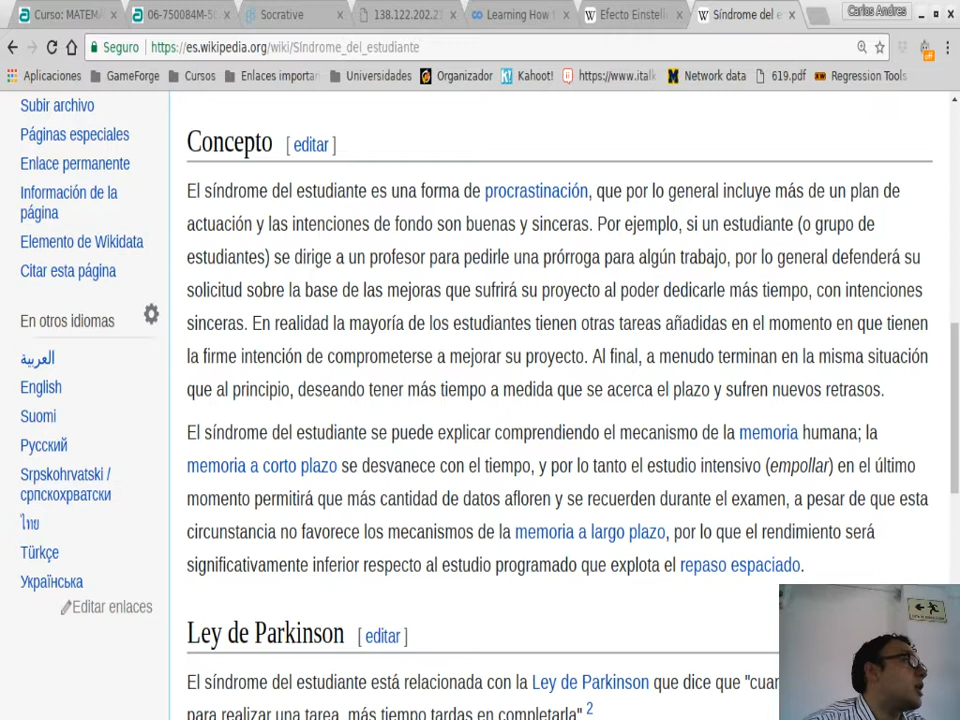 Curso: MATEM
06-750084M-5
Socrative
138.122.202.2
Learning How
Efecto Einstell
Síndrome del e
Carlos Andres
Seguro https://es.wikipedia.org/wiki/Síndrome_del_estudiante
Aplicaciones GameForge Cursos Enlaces importan Universidades Organizador Kahoot! https://www.italk Network data 619.pdf Regression Tools
Subir archivo
Páginas especiales
Enlace permanente
Información de la
página
Elemento de Wikidata
Citar esta página
En otros idiomas
العربية
English
Suomi
Русский
Srpskohrvatski /
српскохрватски
ไทย
Türkçe
Українська
Editar enlaces
Concepto [ editar ]
El síndrome del estudiante es una forma de procrastinación, que por lo general incluye más de un plan de
actuación y las intenciones de fondo son buenas y sinceras. Por ejemplo, si un estudiante (o grupo de
estudiantes) se dirige a un profesor para pedirle una prórroga para algún trabajo, por lo general defenderá su
solicitud sobre la base de las mejoras que sufrirá su proyecto al poder dedicarle más tiempo, con intenciones
sinceras. En realidad la mayoría de los estudiantes tienen otras tareas añadidas en el momento en que tienen
la firme intención de comprometerse a mejorar su proyecto. Al final, a menudo terminan en la misma situación
que al principio, deseando tener más tiempo a medida que se acerca el plazo y sufren nuevos retrasos.
El síndrome del estudiante se puede explicar comprendiendo el mecanismo de la memoria humana; la
memoria a corto plazo se desvanece con el tiempo, y por lo tanto el estudio intensivo (empollar) en el último
momento permitirá que más cantidad de datos afloren y se recuerden durante el examen, a pesar de que esta
circunstancia no favorece los mecanismos de la memoria a largo plazo, por lo que el rendimiento será
significativamente inferior respecto al estudio programado que explota el repaso espaciado.
Ley de Parkinson [ editar ]
El síndrome del estudiante está relacionada con la Ley de Parkinson que dice que "cuan
para realizar una tarea, más tiempo tardas en completarla" 2